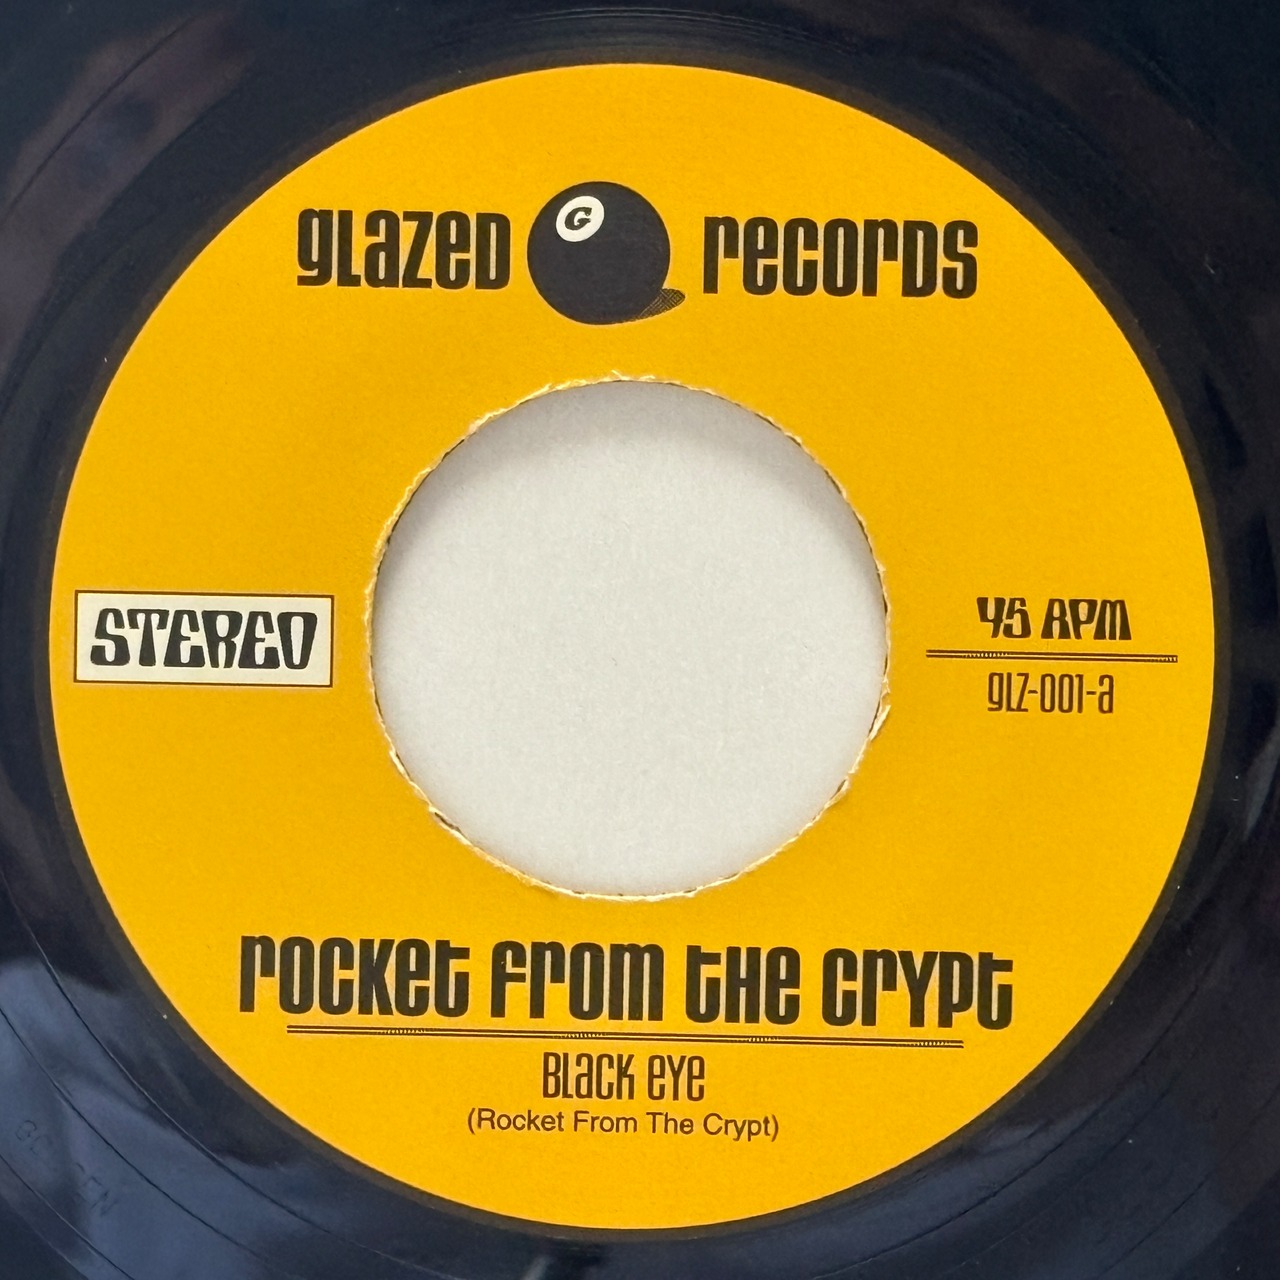 GLAZED G RECORDS
STEREO
45 RPM
GLZ-001-A
ROCKET FROM THE CRYPT
BLACK EYE
(Rocket From The Crypt)